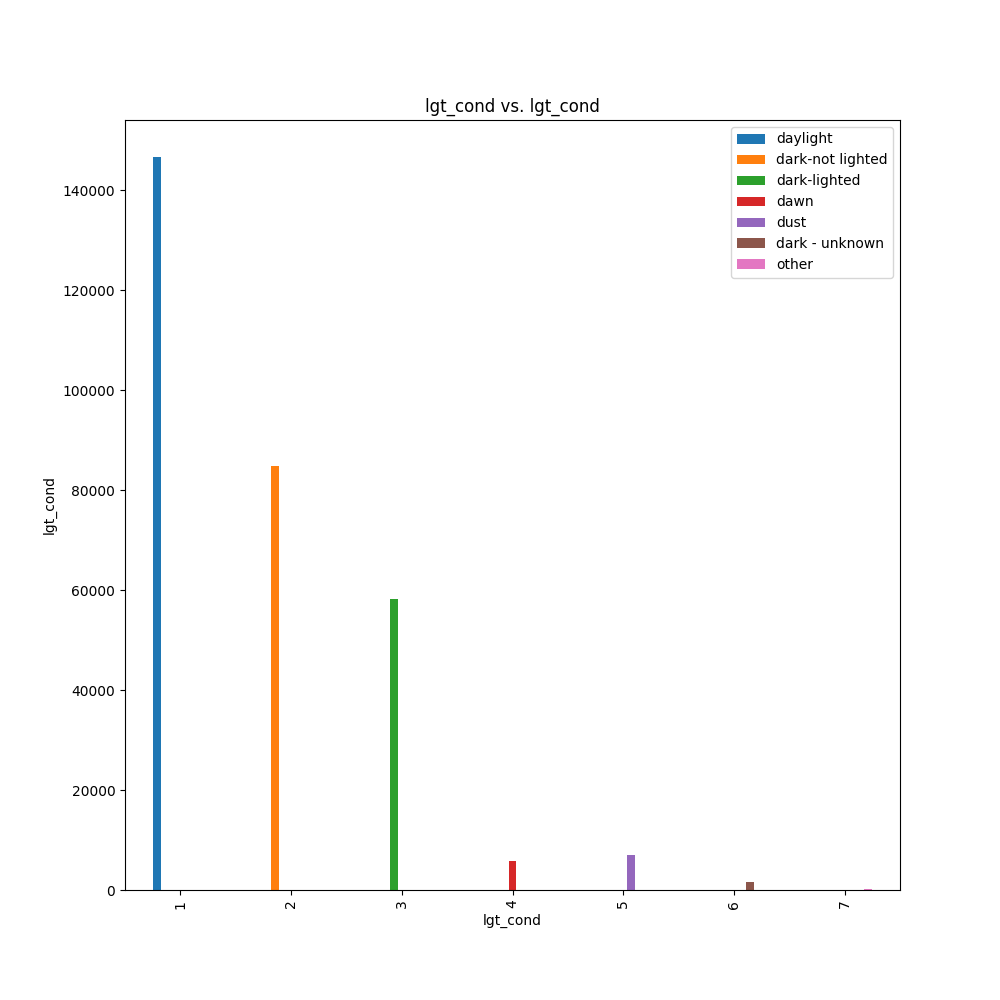 lgt_cond vs. lgt_cond
daylight
dark-not lighted
dark-lighted
dawn
dust
dark - unknown
other
140000
120000
100000
80000
60000
40000
20000
0
lgt_cond
1
2
3
4
5
6
7
lgt_cond